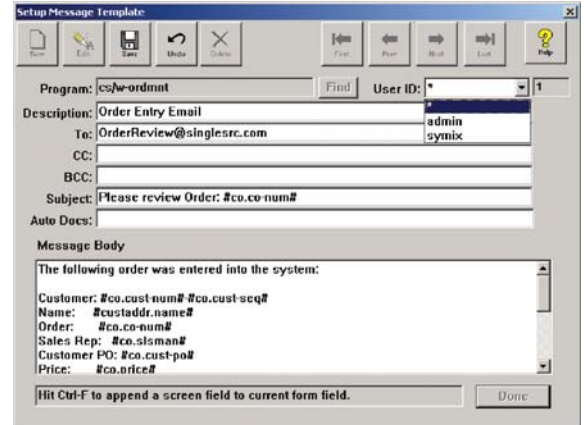 Setup Message Template
New Edit Save Undo Delete First Prev Next Last Help
Program: cs/w-ordmnt Find User ID: * 1
*
Description: Order Entry Email
admin
To: OrderReview@singlesrc.com
symix
CC:
BCC:
Subject: Please review Order: #co.co-num#
Auto Docs:
Message Body
The following order was entered into the system:
Customer: #co.cust-num#-#co.cust-seq#
Name: #custaddr.name#
Order: #co.co-num#
Sales Rep: #co.slsman#
Customer PO: #co.cust-po#
Price: #co.price#
Hit Ctrl-F to append a screen field to current form field. Done